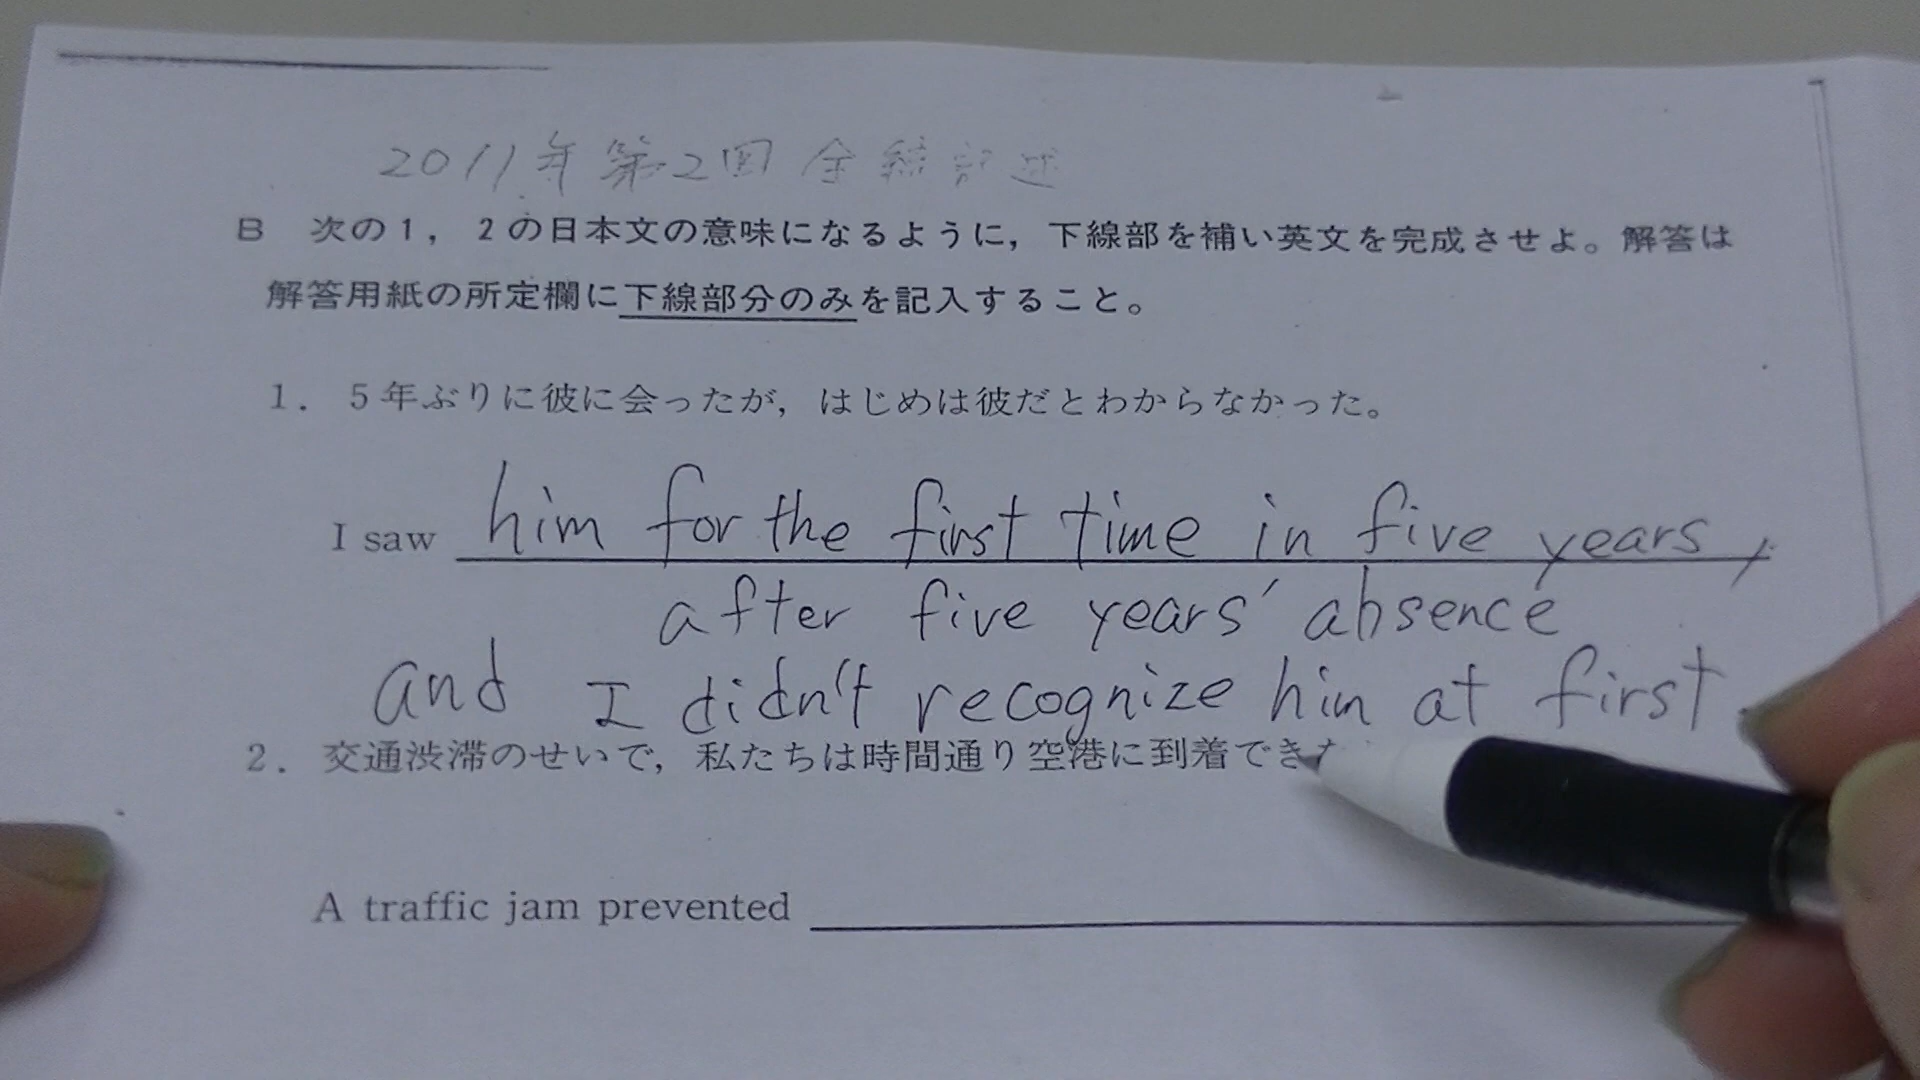 2011年 第2回 全統記述
B 次の1，2の日本文の意味になるように，下線部を補い英文を完成させよ。解答は
解答用紙の所定欄に下線部分のみを記入すること。
1． 5年ぶりに彼に会ったが，はじめは彼だとわからなかった。
I saw him for the first time in five years,
after five years' absence
and I didn't recognize him at first.
2． 交通渋滞のせいで，私たちは時間通り空港に到着でき
A traffic jam prevented